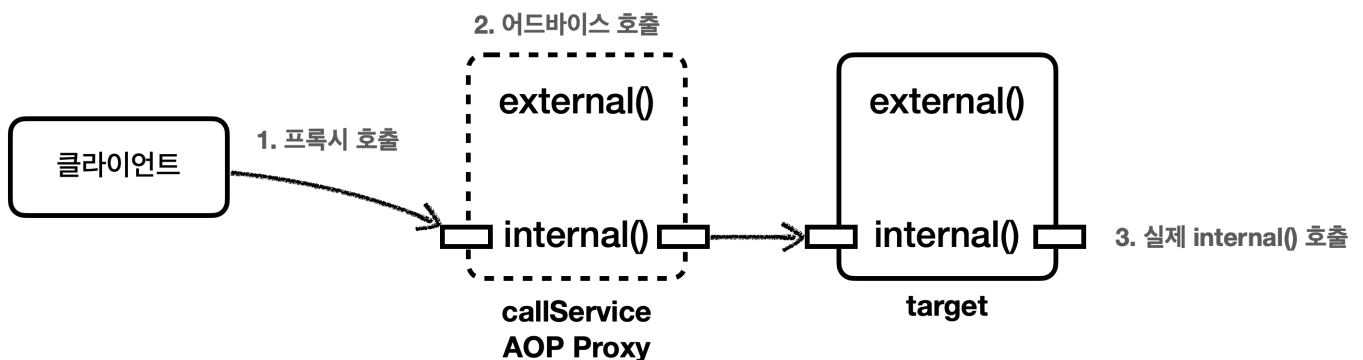 2. 어드바이스 호출
external()
external()
1. 프록시 호출
클라이언트
internal()
internal()
3. 실제 internal() 호출
callService
AOP Proxy
target